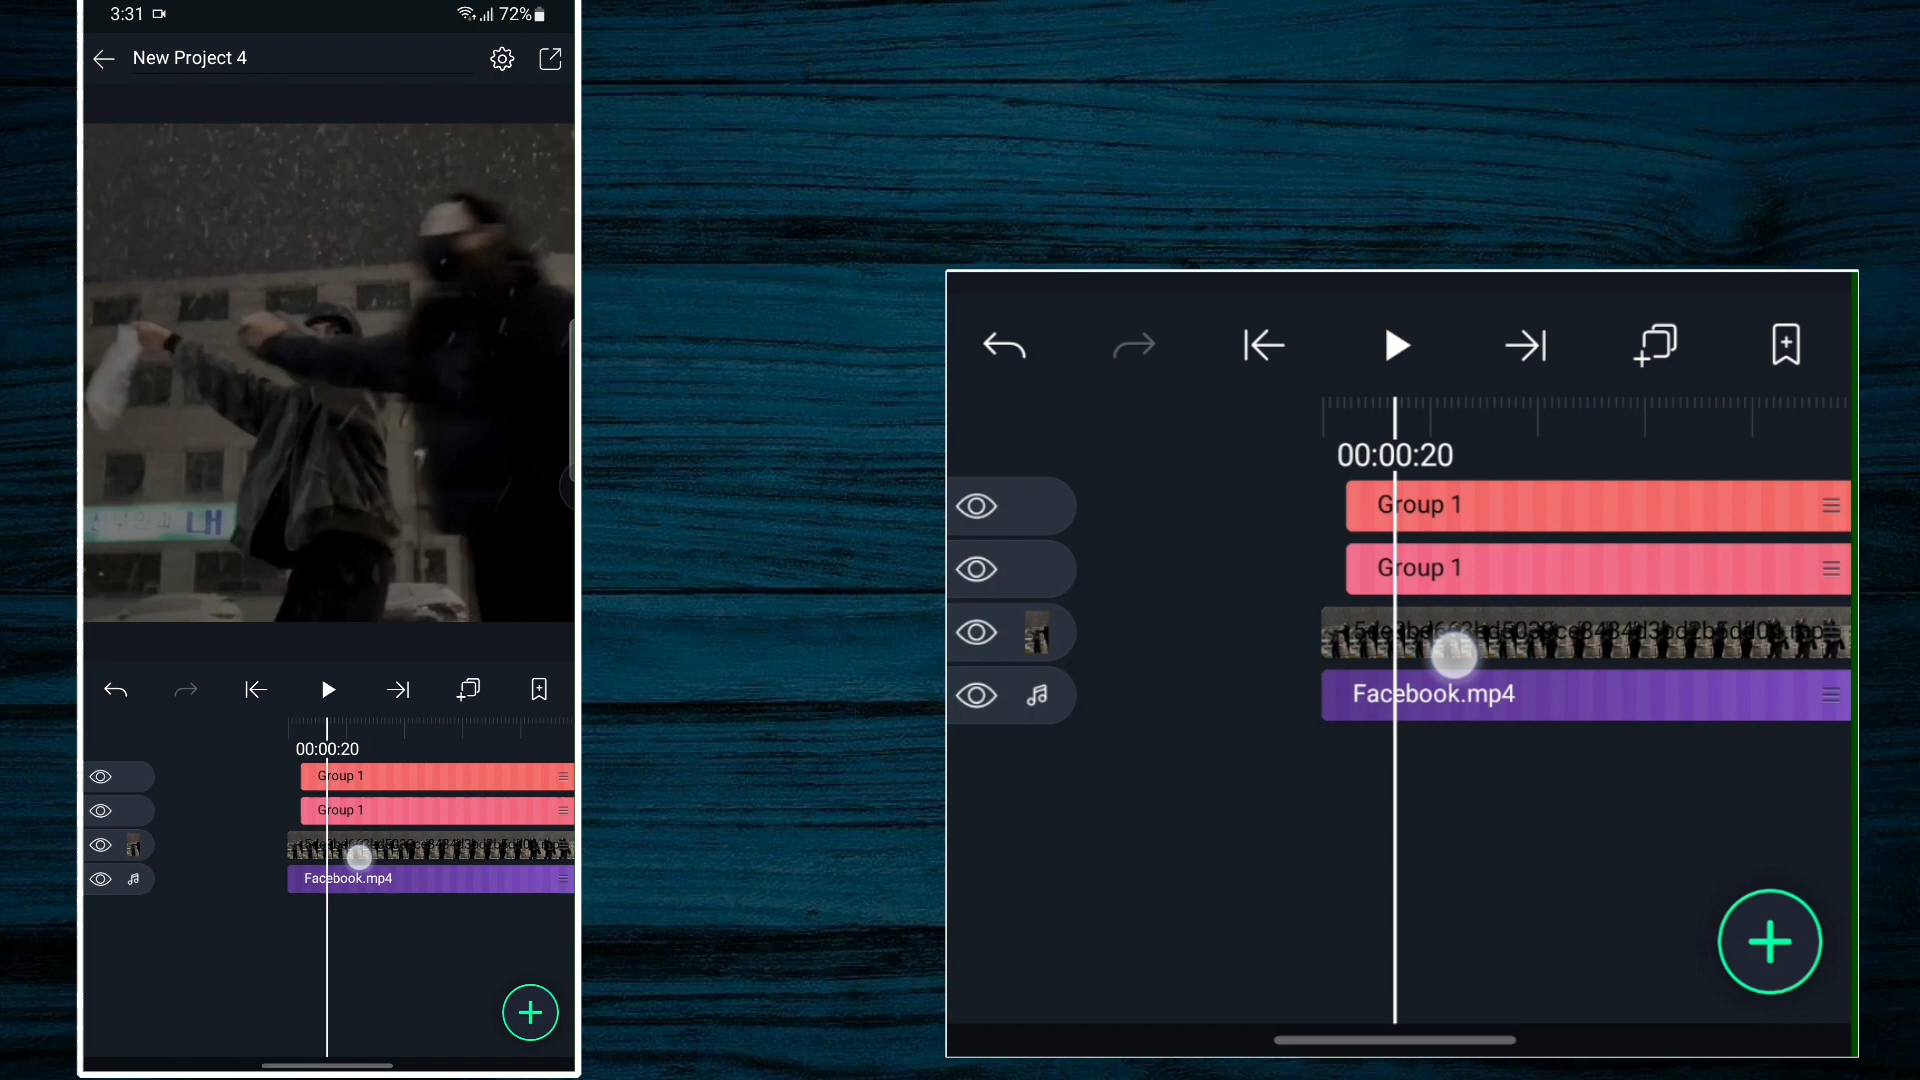 3:31
72%
New Project 4
내
00:00:20
Group 1
Group 1
Facebook.mp4
00:00:20
Group 1
Group 1
Facebook.mp4